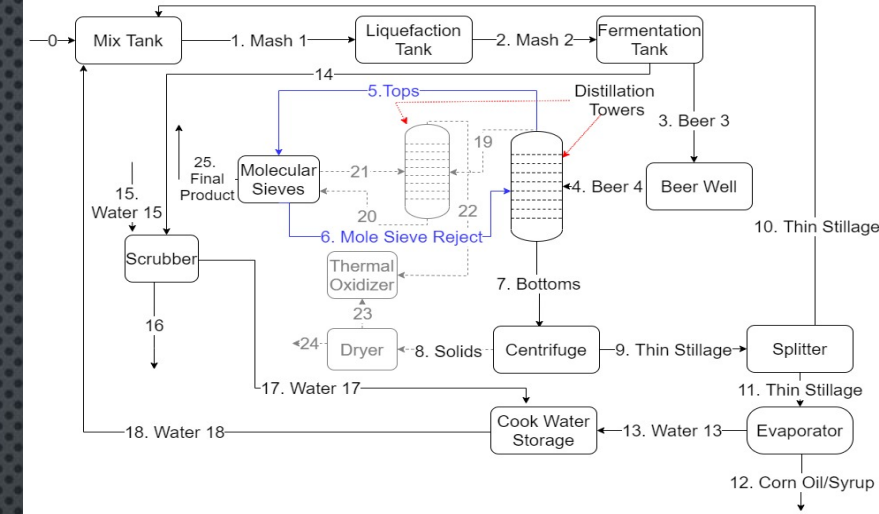 0
Mix Tank
1. Mash 1
Liquefaction
Tank
2. Mash 2
Fermentation
Tank
14
5.Tops
Distillation
Towers
3. Beer 3
19
Molecular
Sieves
21
25.
Final
Product
4. Beer 4
Beer Well
15.
Water 15
20
22
10. Thin Stillage
6. Mole Sieve Reject
Scrubber
Thermal
Oxidizer
7. Bottoms
23
16
24
Dryer
8. Solids
Centrifuge
9. Thin Stillage
Splitter
11. Thin Stillage
17. Water 17
Cook Water
Storage
18. Water 18
13. Water 13
Evaporator
12. Corn Oil/Syrup